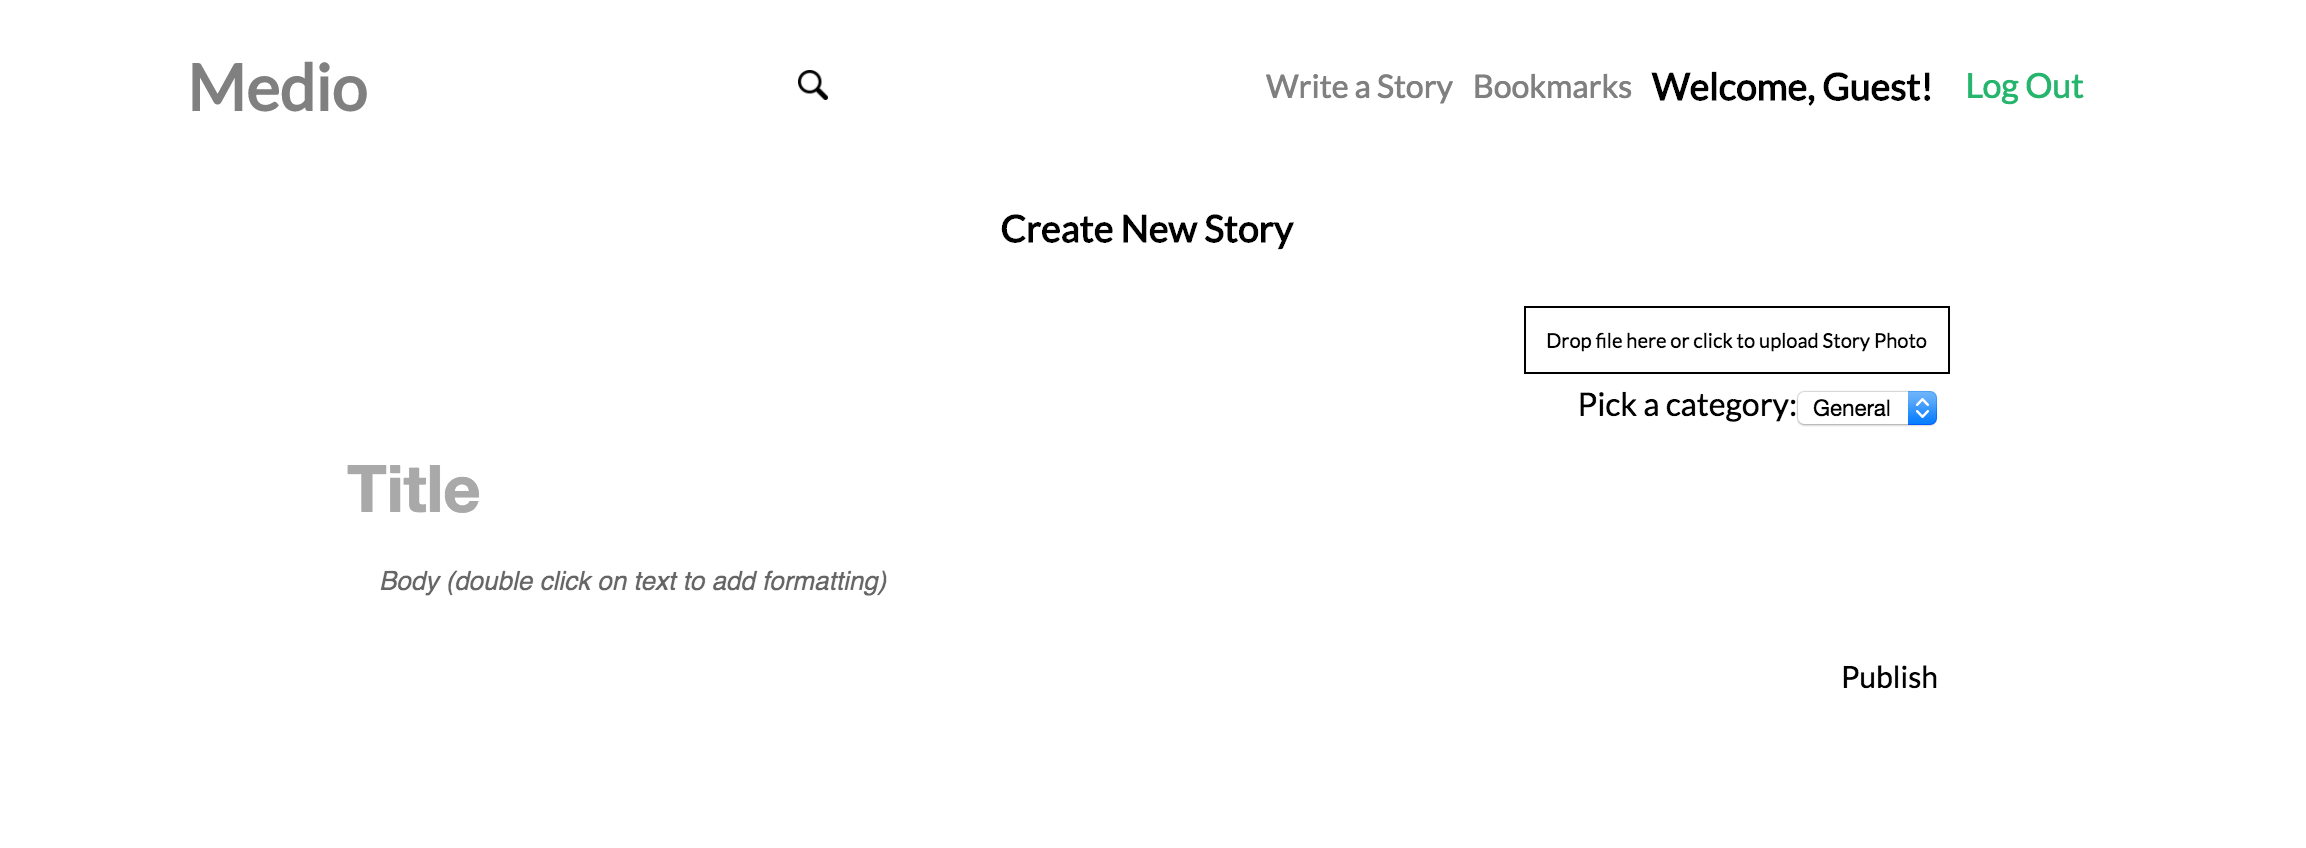 Medio
Write a Story Bookmarks Welcome, Guest! Log Out
Create New Story
Drop file here or click to upload Story Photo
Pick a category: General
Title
Body (double click on text to add formatting)
Publish